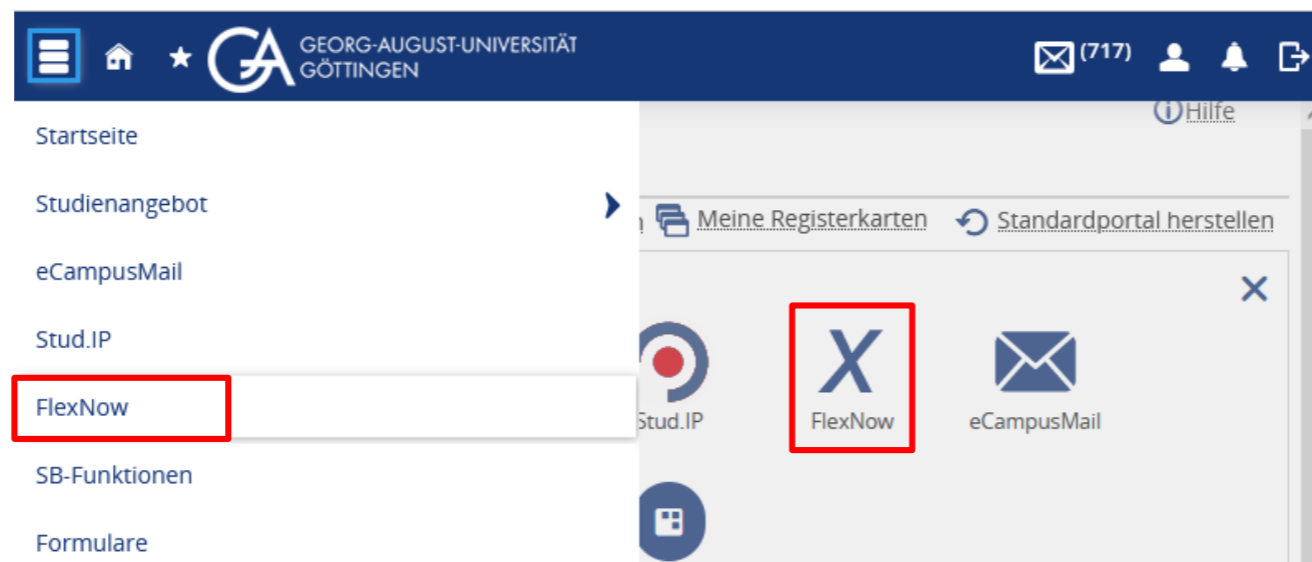 GEORG-AUGUST-UNIVERSITÄT
GÖTTINGEN
(717)
Hilfe
Startseite
Studienangebot
Meine Registerkarten
Standardportal herstellen
eCampusMail
Stud.IP
FlexNow
SB-Funktionen
Formulare
Stud.IP
FlexNow
eCampusMail